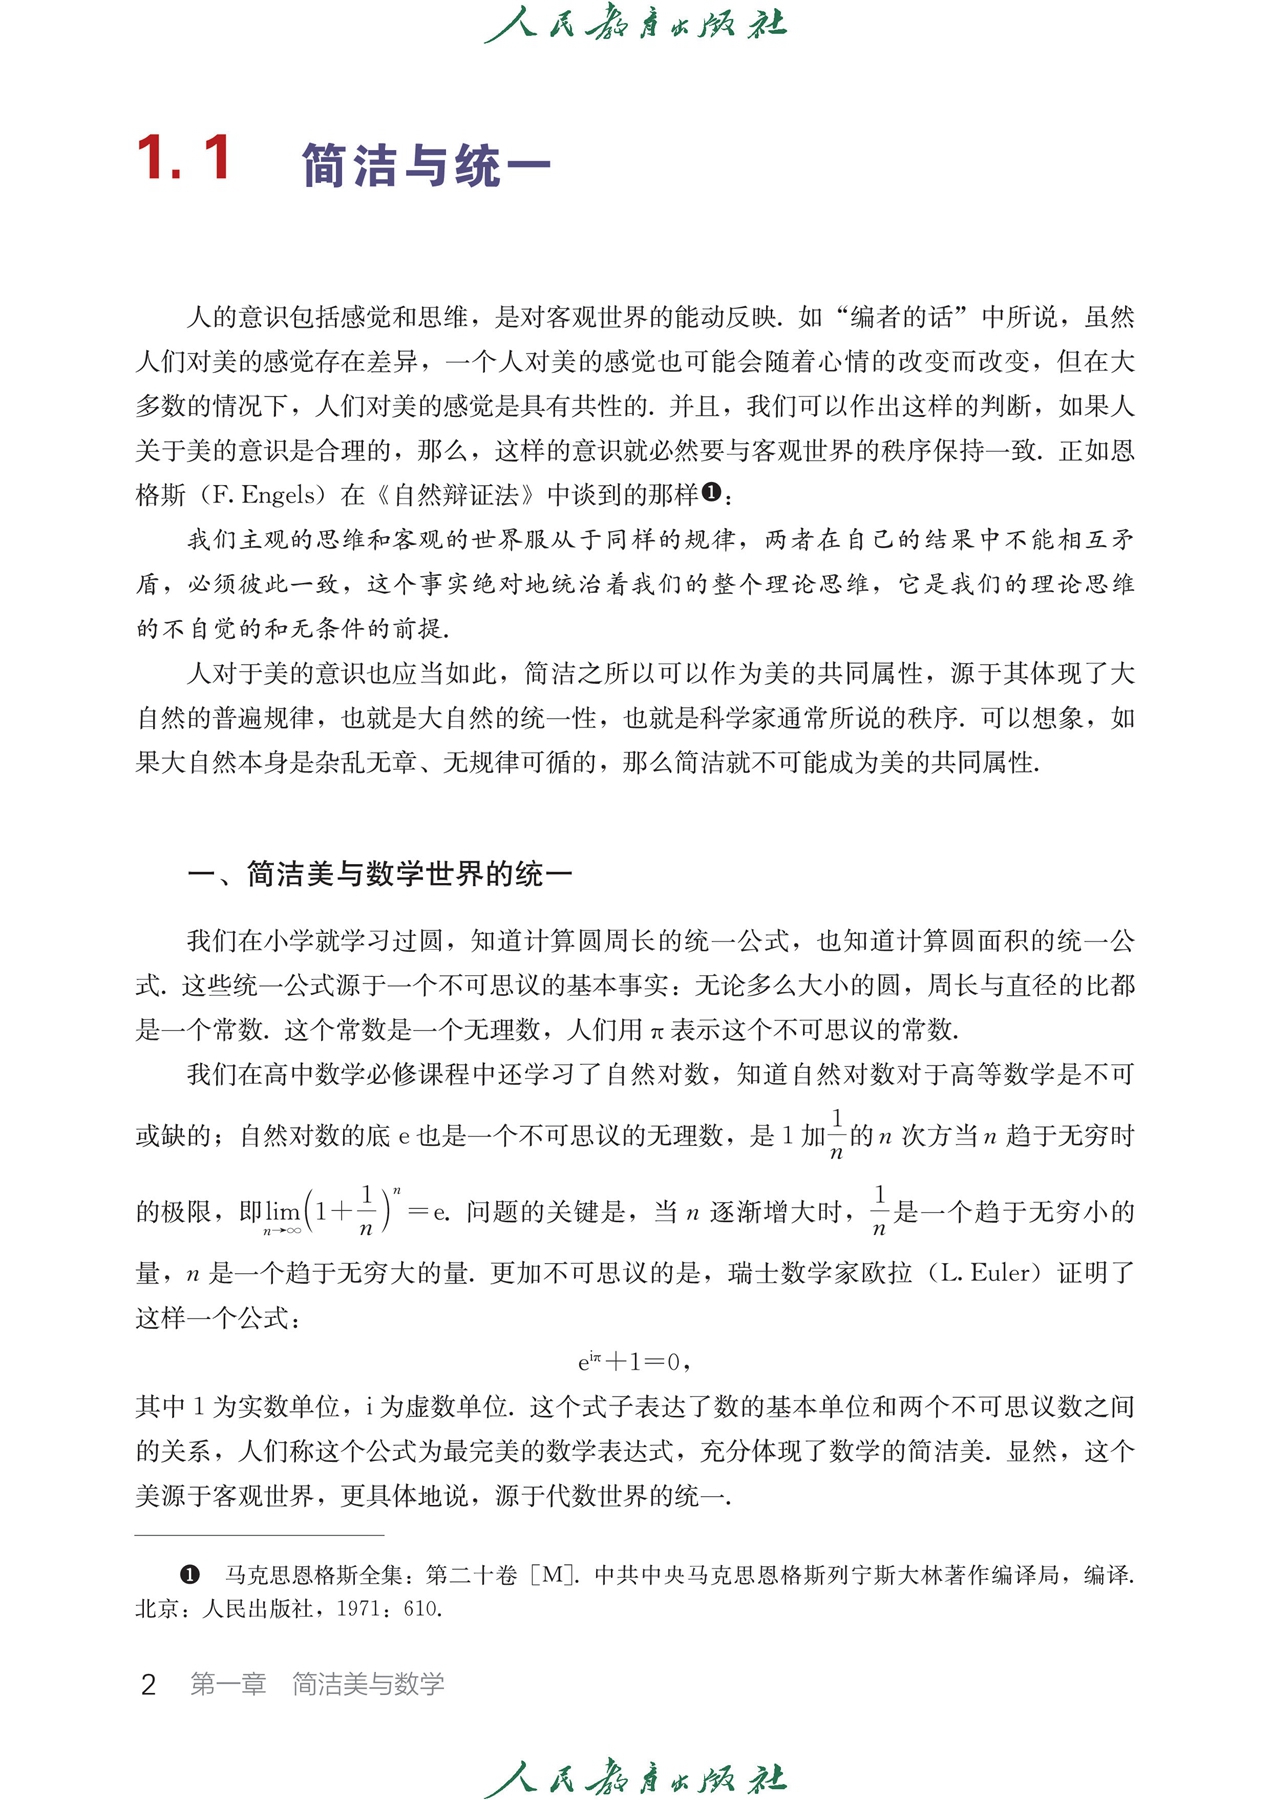 人民教育出版社
1.1 简洁与统一
人的意识包括感觉和思维，是对客观世界的能动反映. 如“编者的话”中所说，虽然
人们对美的感觉存在差异，一个人对美的感觉也可能会随着心情的改变而改变，但在大
多数的情况下，人们对美的感觉是具有共性的. 并且，我们可以作出这样的判断，如果人
关于美的意识是合理的，那么，这样的意识就必然要与客观世界的秩序保持一致. 正如恩
格斯（F. Engels）在《自然辩证法》中谈到的那样❶：
我们主观的思维和客观的世界服从于同样的规律，两者在自己的结果中不能相互矛
盾，必须彼此一致，这个事实绝对地统治着我们的整个理论思维，它是我们的理论思维
的不自觉的和无条件的前提.
人对于美的意识也应当如此，简洁之所以可以作为美的共同属性，源于其体现了大
自然的普遍规律，也就是大自然的统一性，也就是科学家通常所说的秩序. 可以想象，如
果大自然本身是杂乱无章、无规律可循的，那么简洁就不可能成为美的共同属性.
一、简洁美与数学世界的统一
我们在小学就学习过圆，知道计算圆周长的统一公式，也知道计算圆面积的统一公
式. 这些统一公式源于一个不可思议的基本事实：无论多么大小的圆，周长与直径的比都
是一个常数. 这个常数是一个无理数，人们用 π 表示这个不可思议的常数.
我们在高中数学必修课程中还学习了自然对数，知道自然对数对于高等数学是不可
或缺的；自然对数的底 e 也是一个不可思议的无理数，是 1 加 1/n 的 n 次方当 n 趋于无穷时
的极限，即 lim_{n→∞}(1+1/n)^n=e. 问题的关键是，当 n 逐渐增大时，1/n 是一个趋于无穷小的
量，n 是一个趋于无穷大的量. 更加不可思议的是，瑞士数学家欧拉（L. Euler）证明了
这样一个公式：
e^{iπ}+1=0，
其中 1 为实数单位，i 为虚数单位. 这个式子表达了数的基本单位和两个不可思议数之间
的关系，人们称这个公式为最完美的数学表达式，充分体现了数学的简洁美. 显然，这个
美源于客观世界，更具体地说，源于代数世界的统一.
❶ 马克思恩格斯全集：第二十卷［M］. 中共中央马克思恩格斯列宁斯大林著作编译局，编译.
北京：人民出版社，1971：610.
2 第一章 简洁美与数学
人民教育出版社